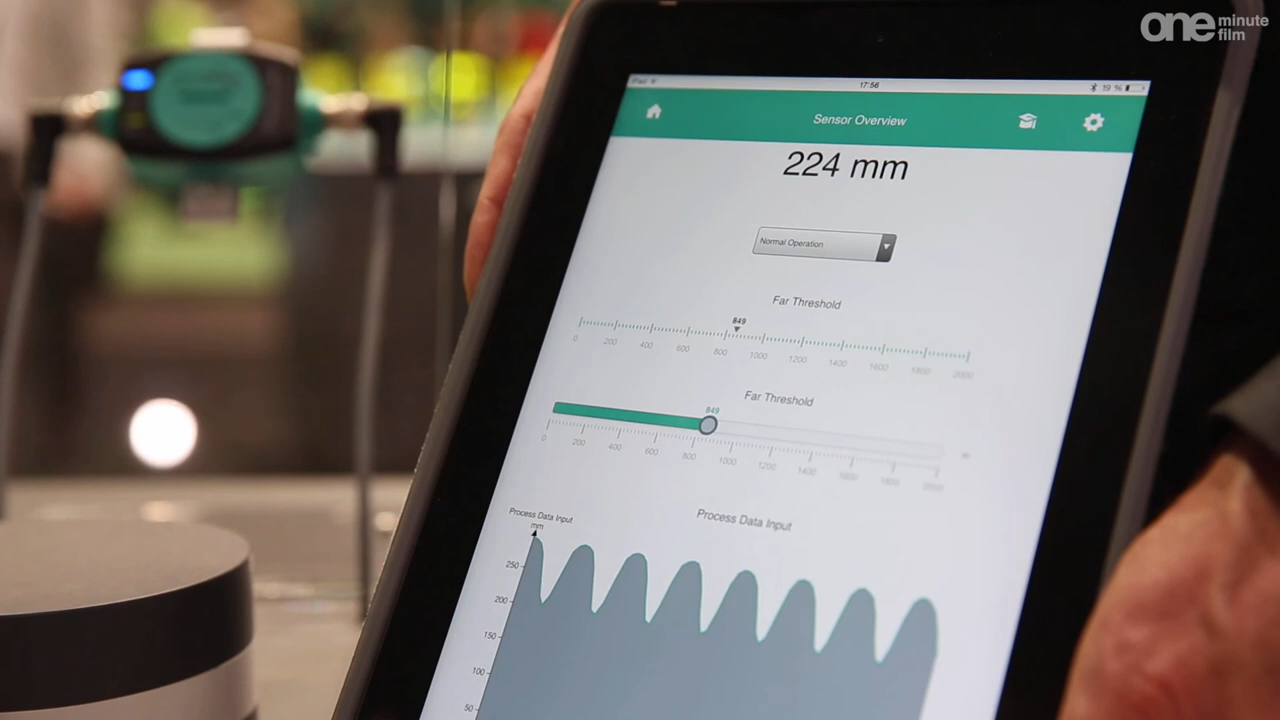 one minute
film
iPad
17:56
19 %
Sensor Overview
224 mm
Normal Operation
Far Threshold
849
0 200 400 600 800 1000 1200 1400 1600 1800 2000
Far Threshold
849
0 200 400 600 800 1000 1200 1400 1600 1800 2000
Process Data Input
Process Data Input
mm
250
200
150
100
50